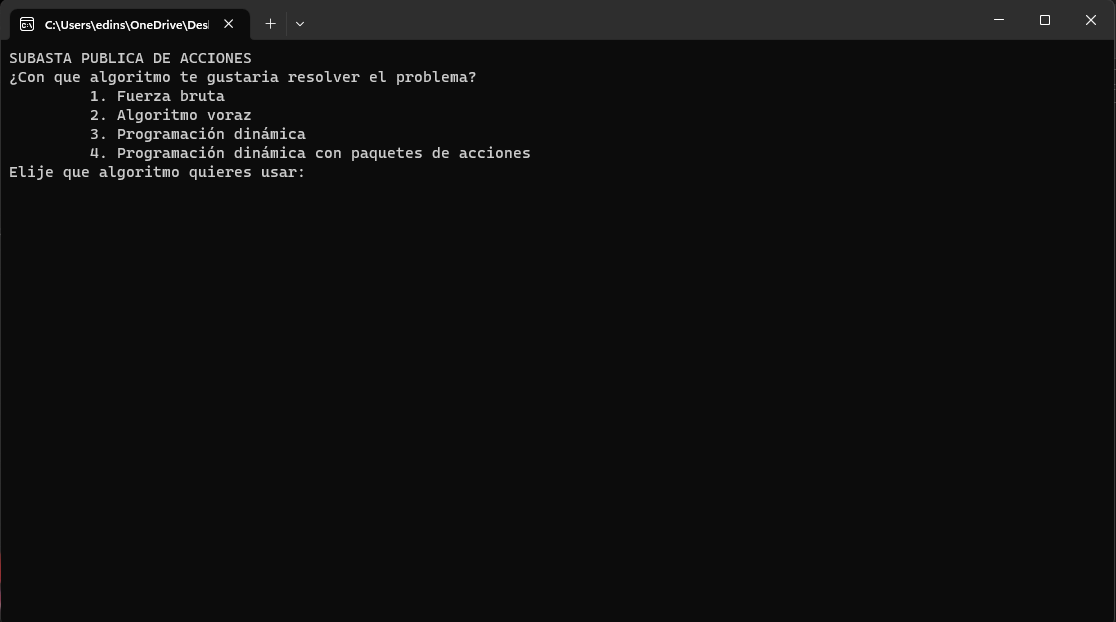 C:\Users\edins\OneDrive\Des
SUBASTA PUBLICA DE ACCIONES
¿Con que algoritmo te gustaria resolver el problema?
1. Fuerza bruta
2. Algoritmo voraz
3. Programación dinámica
4. Programación dinámica con paquetes de acciones
Elije que algoritmo quieres usar: